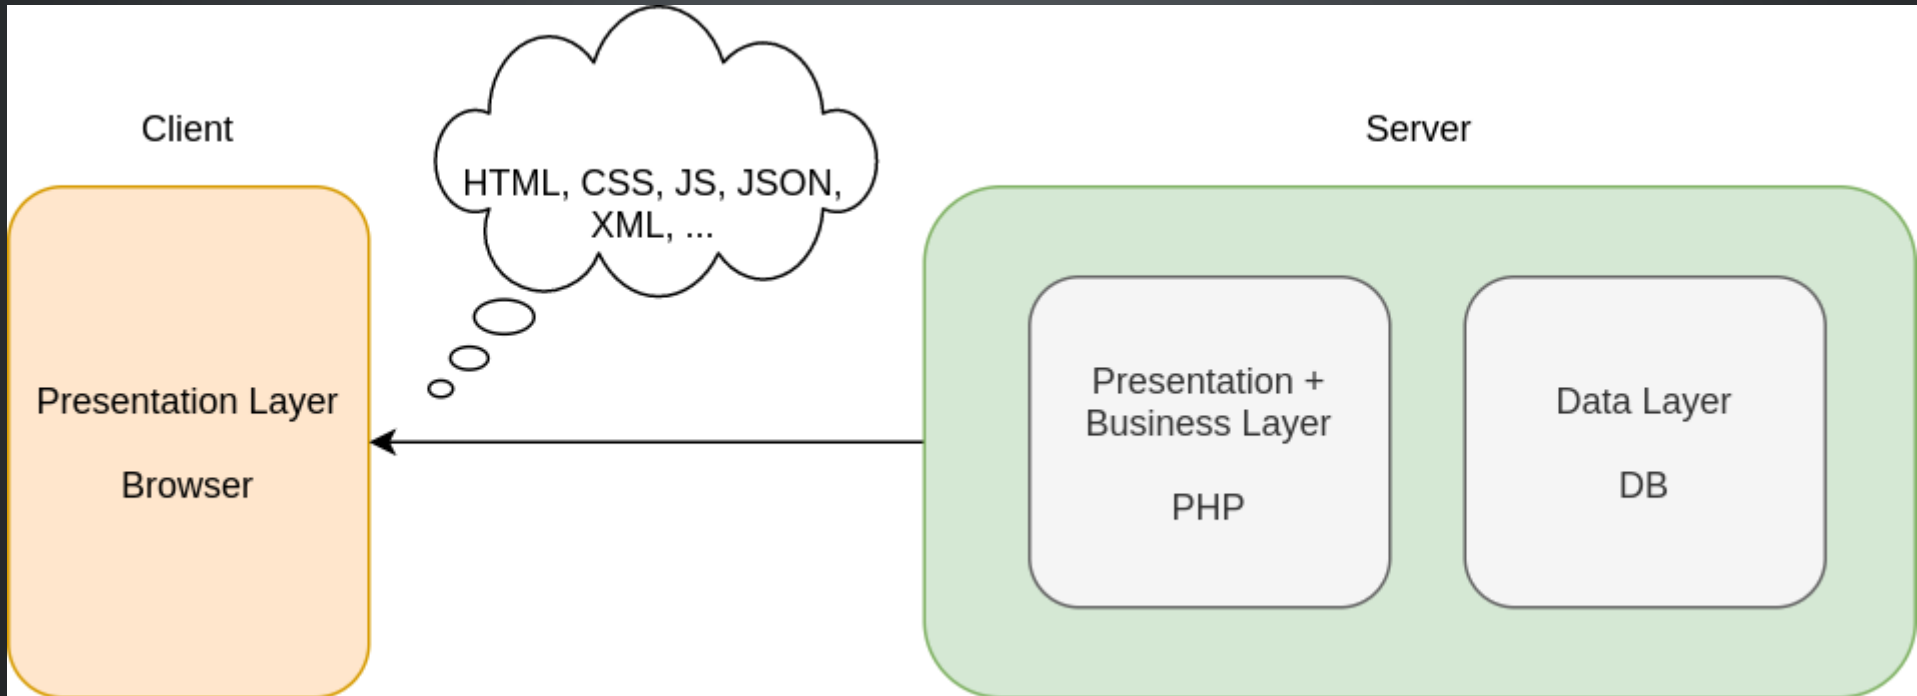 Client
HTML, CSS, JS, JSON,
XML, ...
Server
Presentation Layer
Browser
Presentation +
Business Layer
PHP
Data Layer
DB